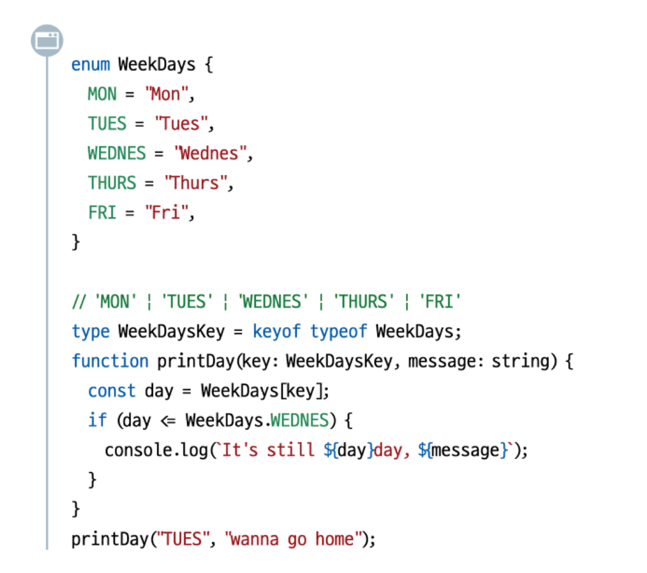 enum WeekDays {
MON = "Mon",
TUES = "Tues",
WEDNES = "Wednes",
THURS = "Thurs",
FRI = "Fri",
}
// 'MON' ¦ 'TUES' ¦ 'WEDNES' ¦ 'THURS' ¦ 'FRI'
type WeekDaysKey = keyof typeof WeekDays;
function printDay(key: WeekDaysKey, message: string) {
const day = WeekDays[key];
if (day <= WeekDays.WEDNES) {
console.log(`It's still ${day}day, ${message}`);
}
}
printDay("TUES", "wanna go home");